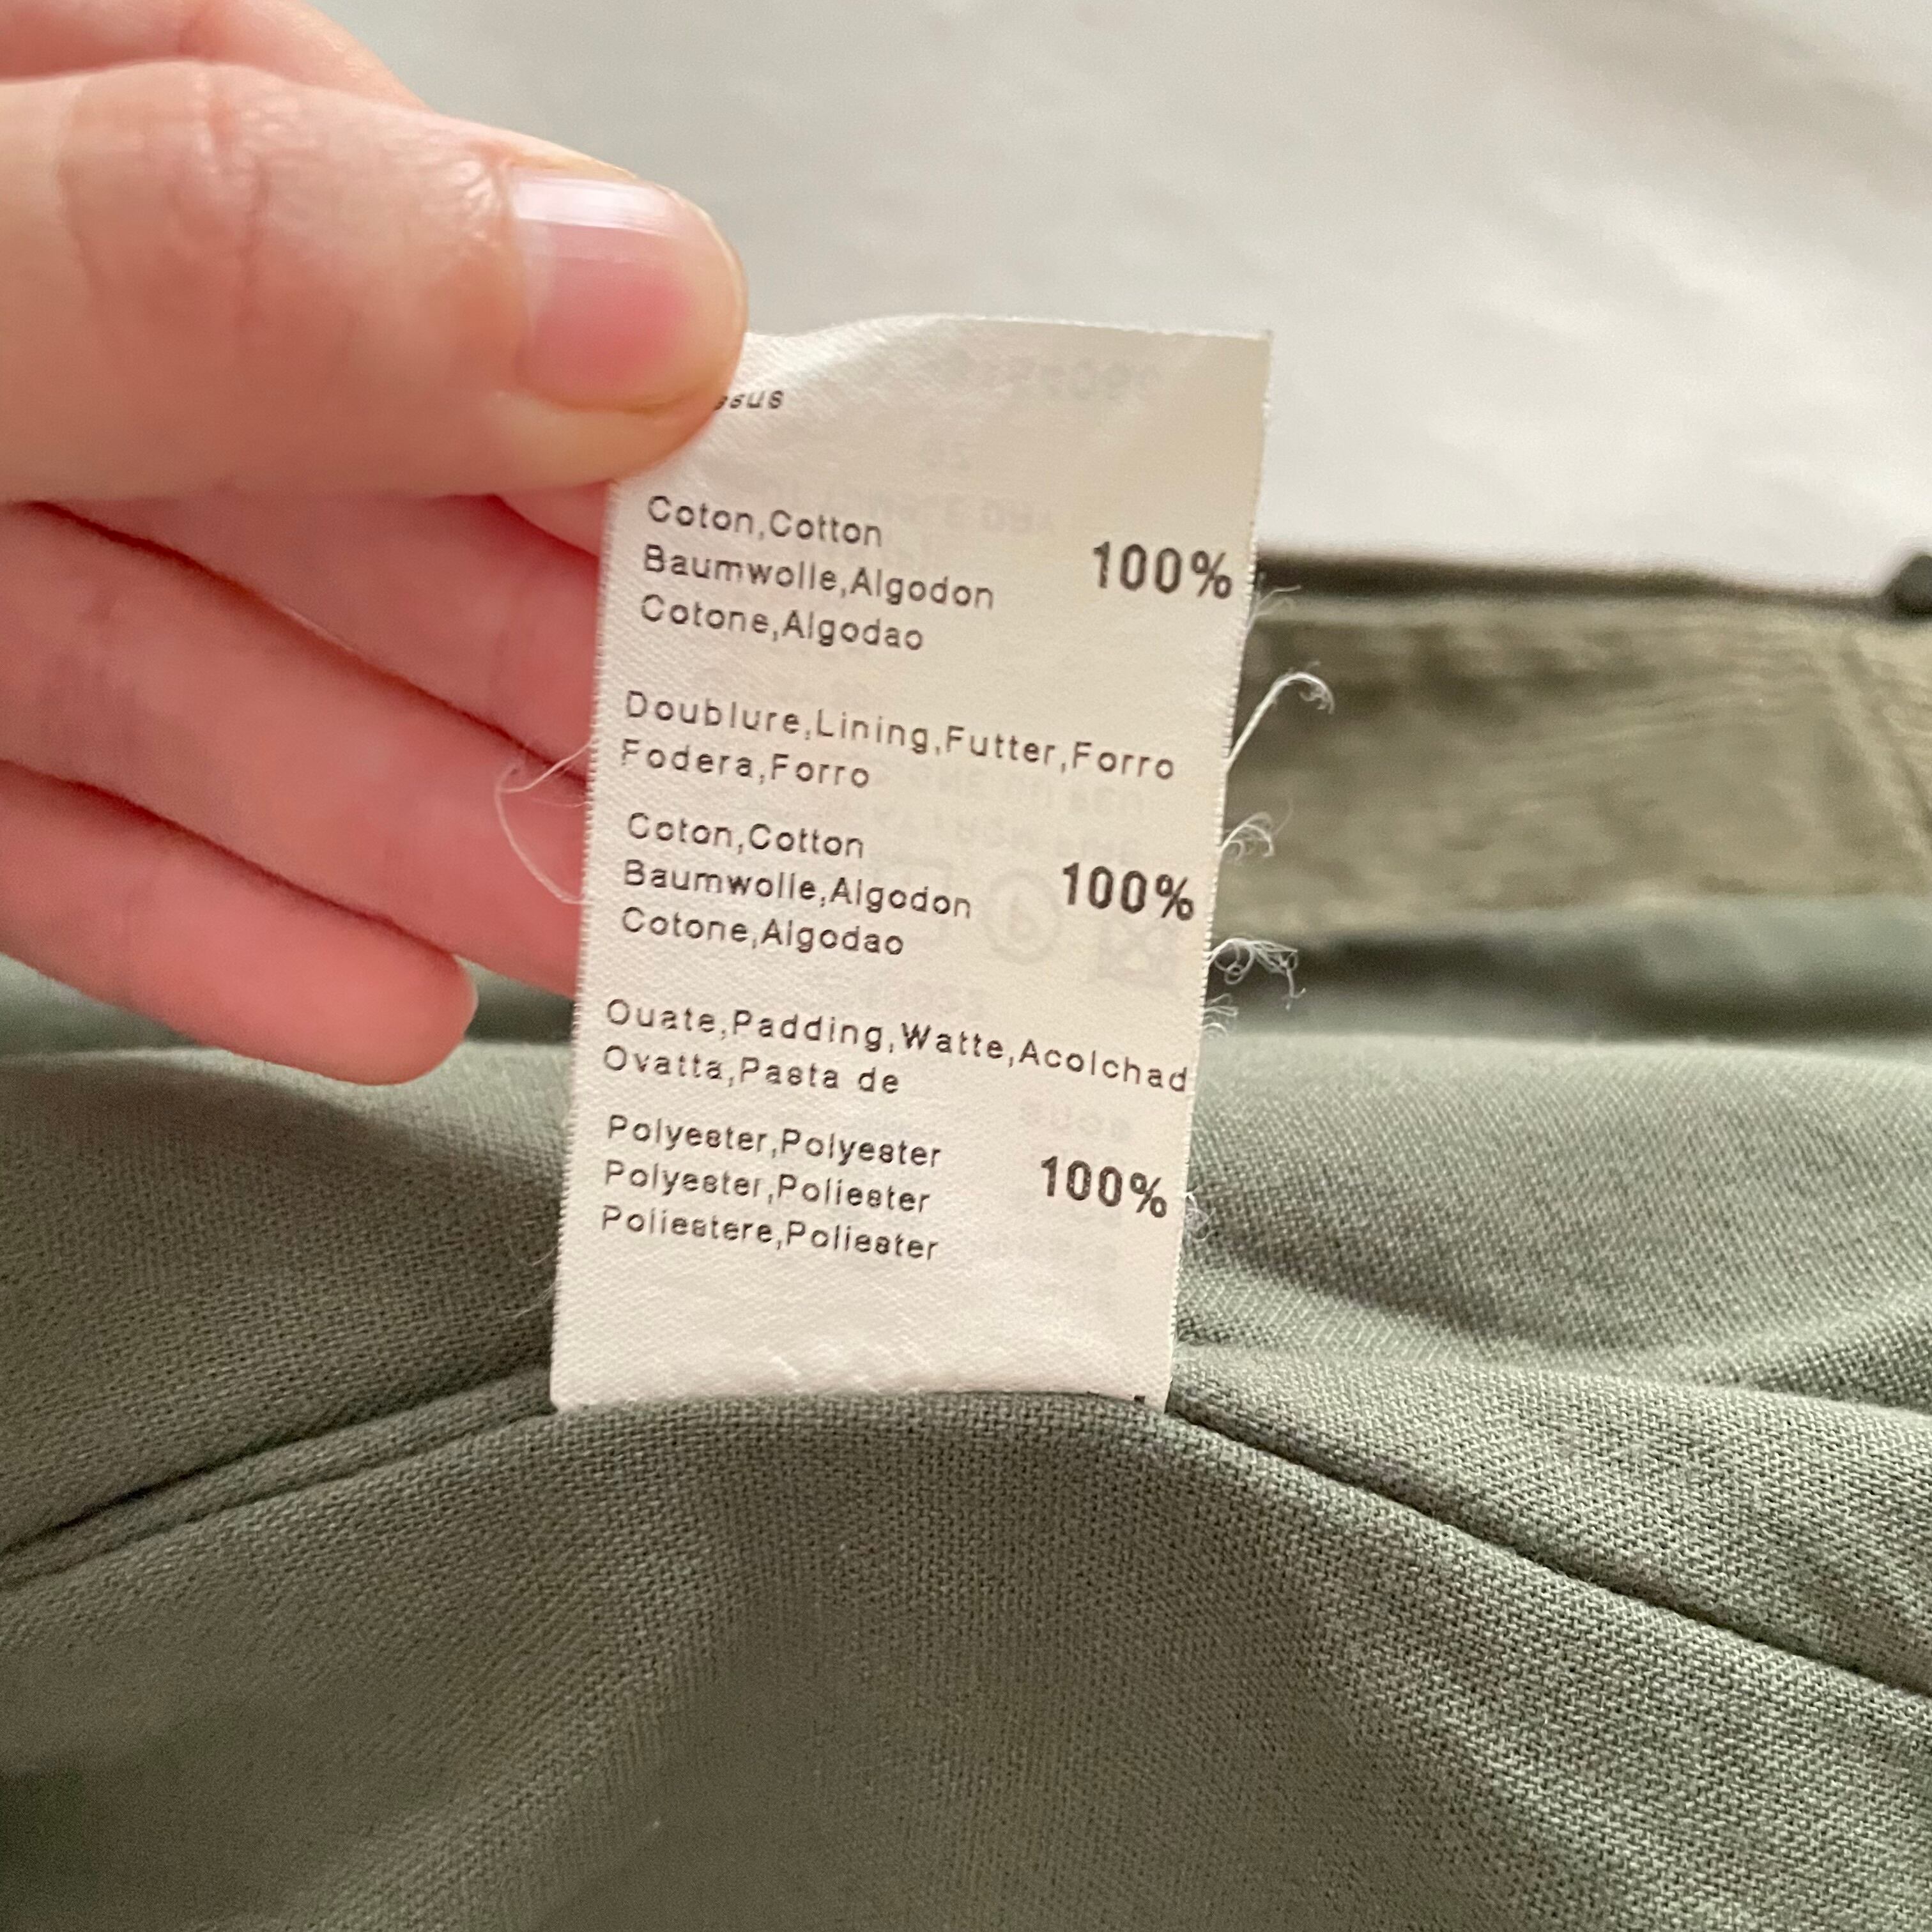 Coton,Cotton
Baumwolle,Algodon
Cotone,Algodao
100%
Doublure,Lining,Futter,Forro
Fodera,Forro
Coton,Cotton
Baumwolle,Algodon
Cotone,Algodao
100%
Ouate,Padding,Watte,Acolchad
Ovatta,Pasta de
Polyester,Polyester
Polyester,Poliester
Poliestere,Poliester
100%